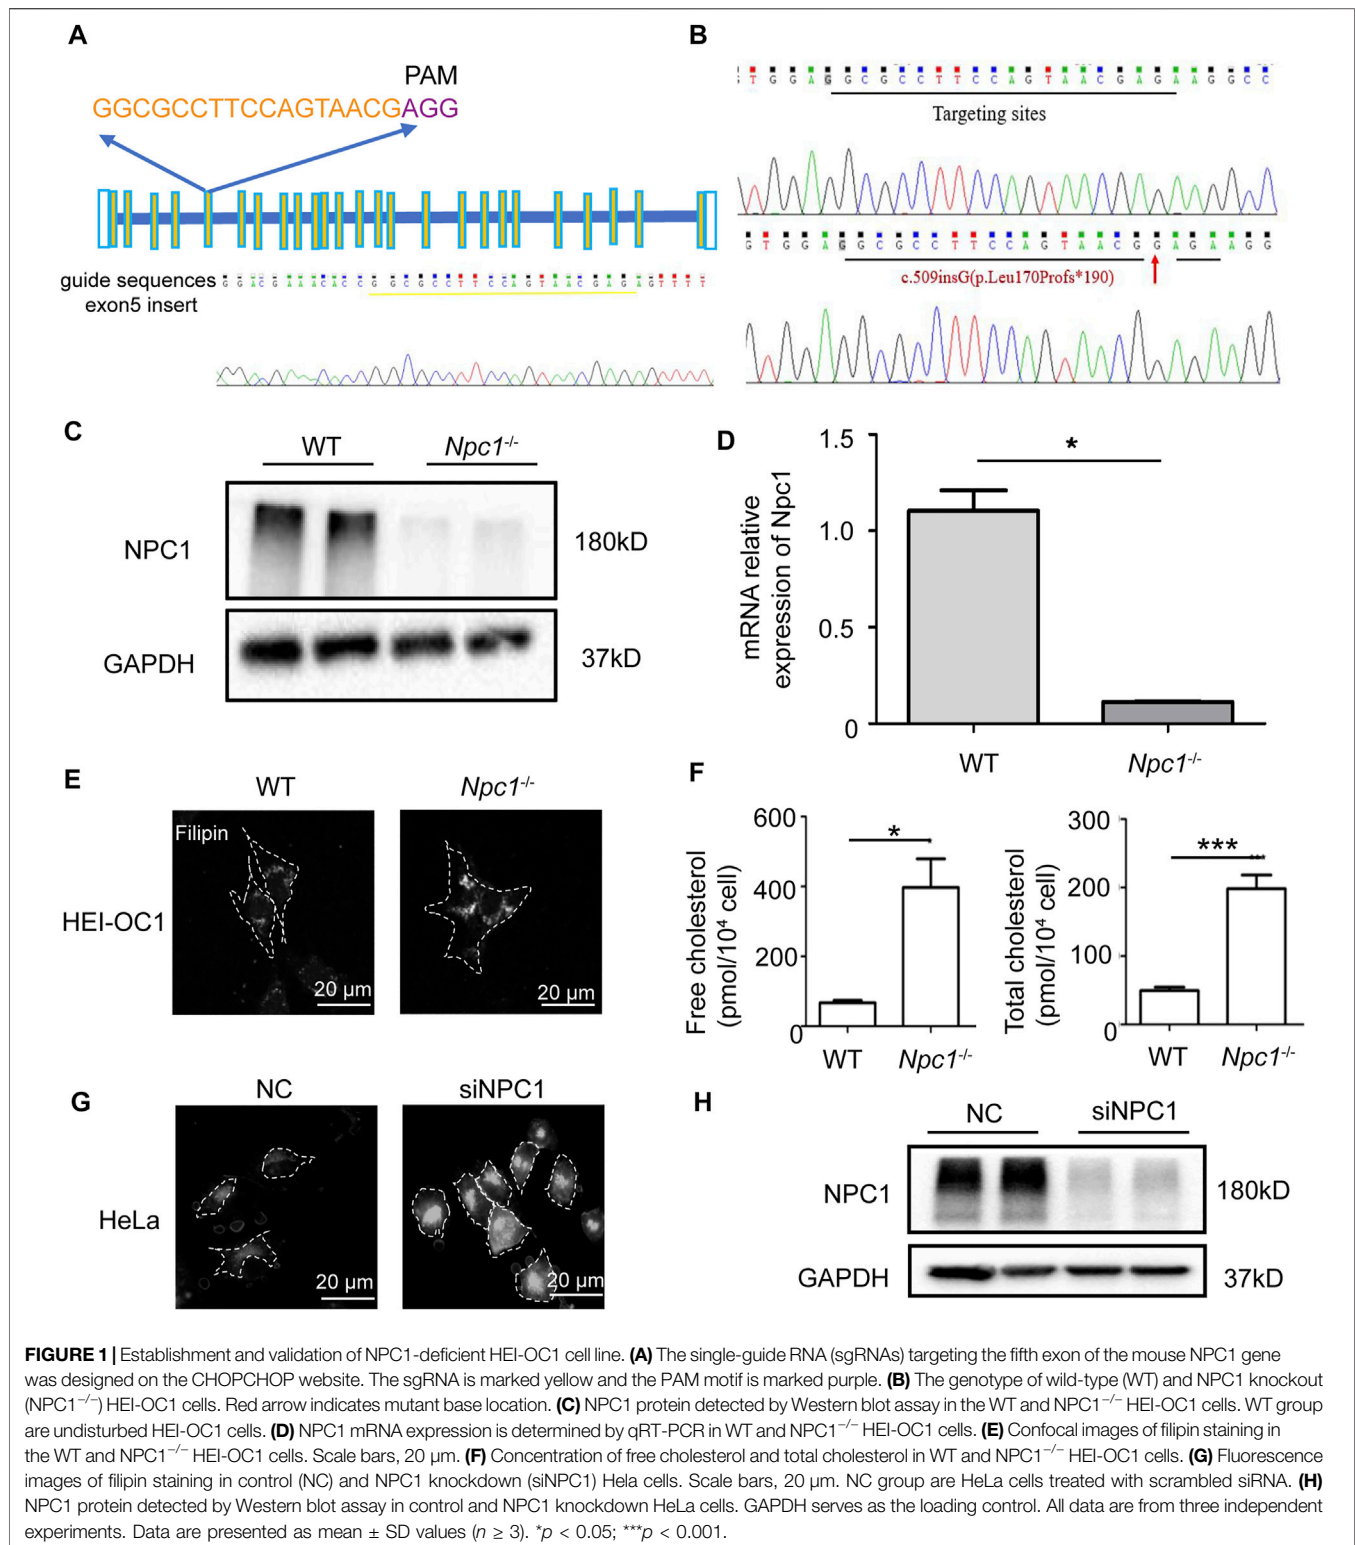 A
PAM
GGCGCCTTCCAGTAACGAGG
guide sequences
exon5 insert
G G A C G A A A C A C C G G C G C C T T C C A G T A A C G A G A G T T T T
B
T G G A G G C G C C T T C C A G T A A C G A G A A G G C C
Targeting sites
G T G G A G G C G C C T T C C A G T A A C G G A G A A G G
c.509insG(p.Leu170Profs*190)
C
WT
Npc1-/-
NPC1
180kD
GAPDH
37kD
D
mRNA relative
expression of Npc1
1.5
1.0
0.5
0
*
WT
Npc1-/-
E
WT
Npc1-/-
Filipin
HEI-OC1
20 µm
20 µm
F
Free cholesterol
(pmol/10⁴ cell)
600
400
200
0
*
WT
Npc1-/-
Total cholesterol
(pmol/10⁴ cell)
300
200
100
0
***
WT
Npc1-/-
G
NC
siNPC1
HeLa
20 µm
20 µm
H
NC
siNPC1
NPC1
180kD
GAPDH
37kD
FIGURE 1 | Establishment and validation of NPC1-deficient HEI-OC1 cell line. (A) The single-guide RNA (sgRNAs) targeting the fifth exon of the mouse NPC1 gene
was designed on the CHOPCHOP website. The sgRNA is marked yellow and the PAM motif is marked purple. (B) The genotype of wild-type (WT) and NPC1 knockout
(NPC1−/−) HEI-OC1 cells. Red arrow indicates mutant base location. (C) NPC1 protein detected by Western blot assay in the WT and NPC1−/− HEI-OC1 cells. WT group
are undisturbed HEI-OC1 cells. (D) NPC1 mRNA expression is determined by qRT-PCR in WT and NPC1−/− HEI-OC1 cells. (E) Confocal images of filipin staining in
the WT and NPC1−/− HEI-OC1 cells. Scale bars, 20 µm. (F) Concentration of free cholesterol and total cholesterol in WT and NPC1−/− HEI-OC1 cells. (G) Fluorescence
images of filipin staining in control (NC) and NPC1 knockdown (siNPC1) Hela cells. Scale bars, 20 µm. NC group are HeLa cells treated with scrambled siRNA. (H)
NPC1 protein detected by Western blot assay in control and NPC1 knockdown HeLa cells. GAPDH serves as the loading control. All data are from three independent
experiments. Data are presented as mean ± SD values (n ≥ 3). *p < 0.05; ***p < 0.001.